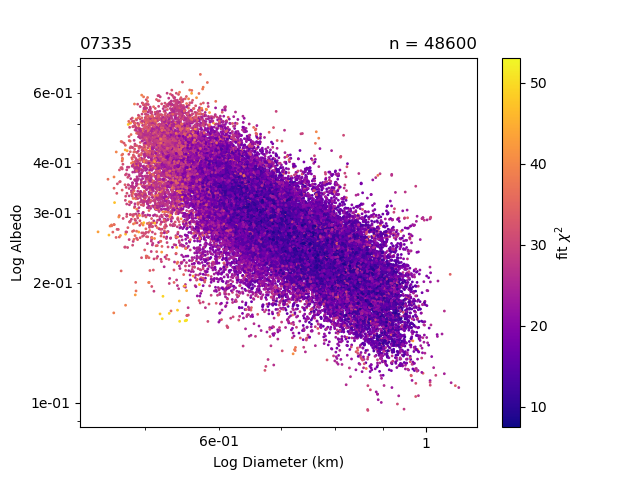 07335
n = 48600
6e-01
4e-01
3e-01
2e-01
1e-01
Log Albedo
6e-01
1
Log Diameter (km)
50
40
30
20
10
fit χ²